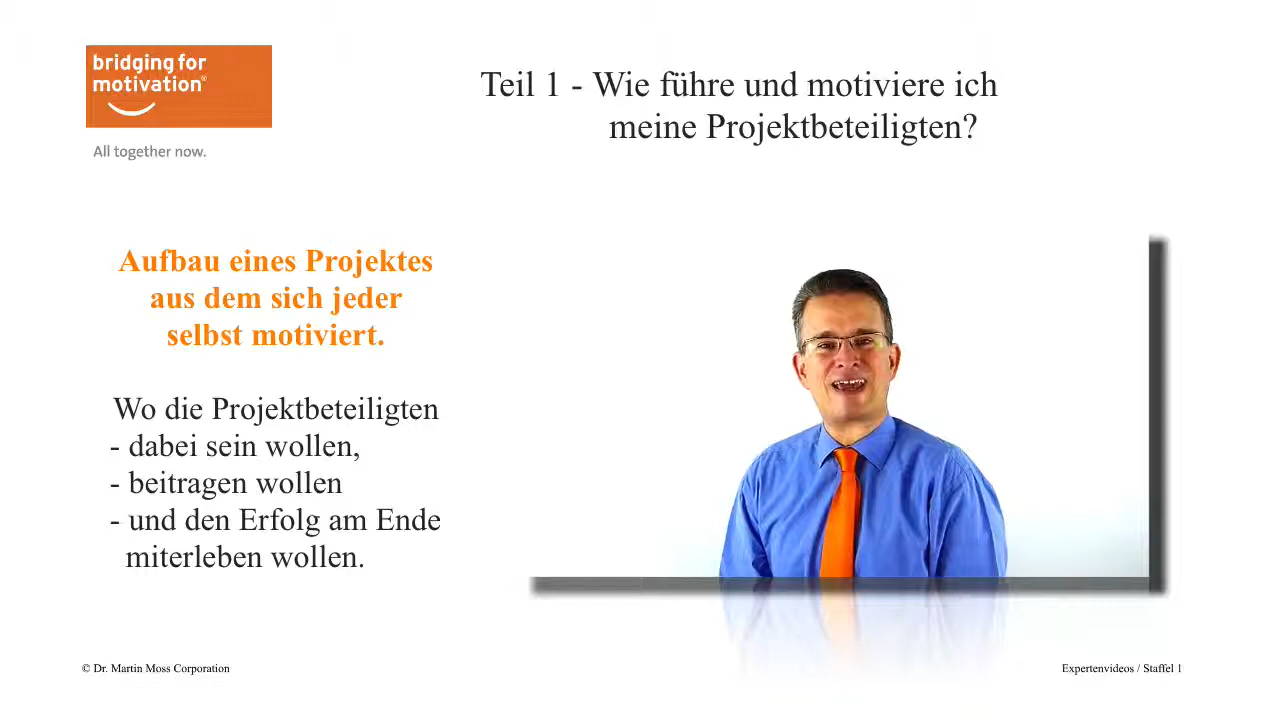 bridging for
motivation®
All together now.
Teil 1 - Wie führe und motiviere ich
meine Projektbeteiligten?
Aufbau eines Projektes
aus dem sich jeder
selbst motiviert.
Wo die Projektbeteiligten
- dabei sein wollen,
- beitragen wollen
- und den Erfolg am Ende
miterleben wollen.
© Dr. Martin Moss Corporation
Expertenvideos / Staffel 1